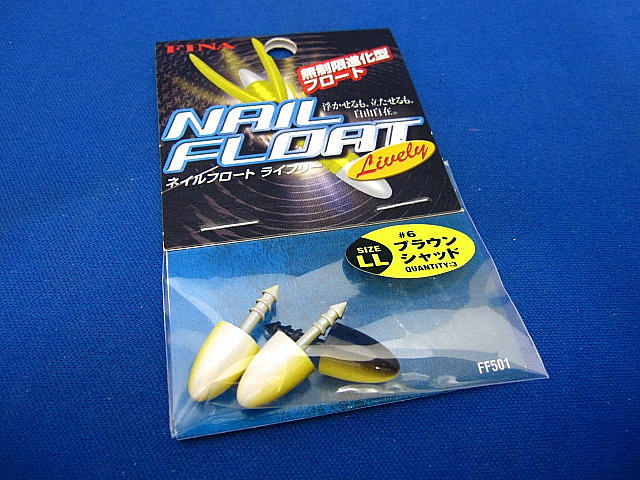 FINA
無制限進化型
フロート
浮かせるも、立たせるも、
自由自在。
NAIL
FLOAT
Lively
ネイルフロート ライブリー
SIZE
LL
#6
ブラウン
シャッド
QUANTITY:3
FF501